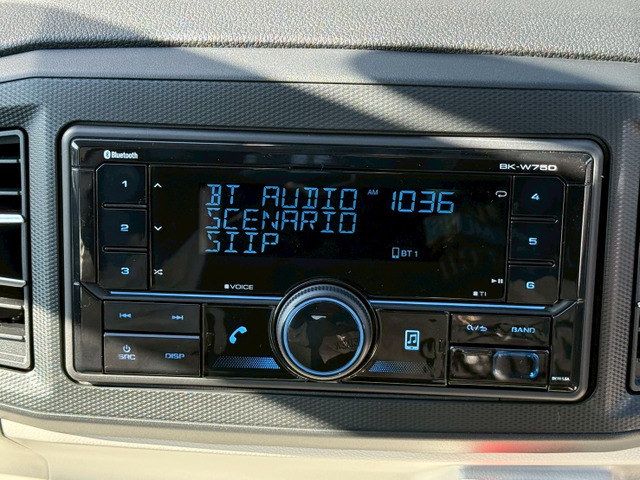 Bluetooth
BK-W75D
1
2
3
BT AUDIO AM 1036
SCENARIO
SIIP
BT 1
4
5
6
VOICE
TI
SRC
DISP
BAND